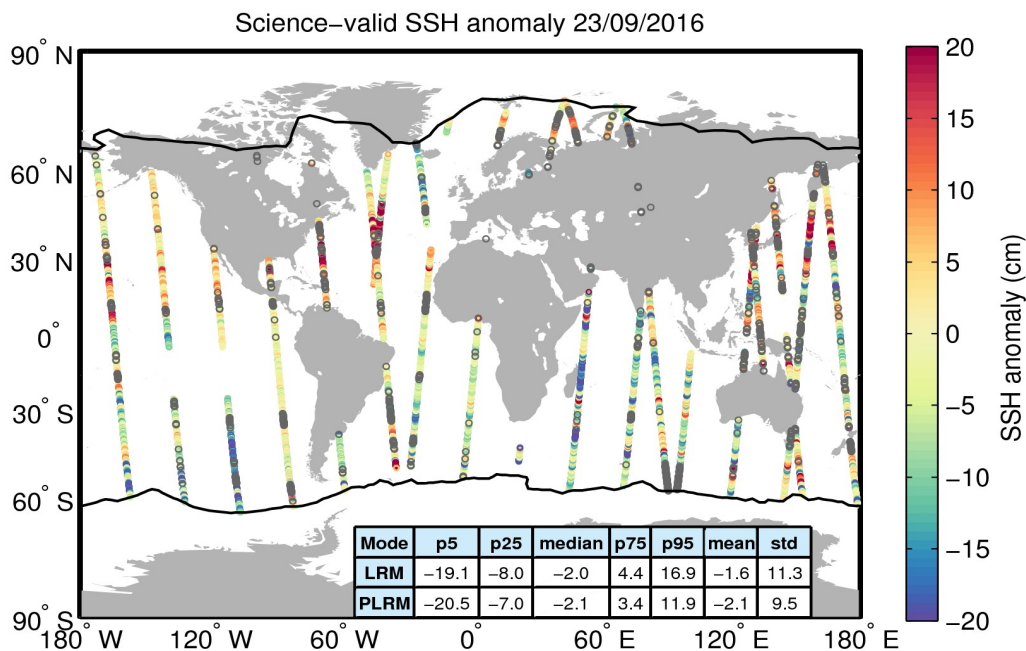 Science−valid SSH anomaly 23/09/2016
90° N
60° N
30° N
0°
30° S
60° S
90° S
180° W
120° W
60° W
0°
60° E
120° E
180° E
Mode p5 p25 median p75 p95 mean std
LRM −19.1 −8.0 −2.0 4.4 16.9 −1.6 11.3
PLRM −20.5 −7.0 −2.1 3.4 11.9 −2.1 9.5
20
15
10
5
0
−5
−10
−15
−20
SSH anomaly (cm)